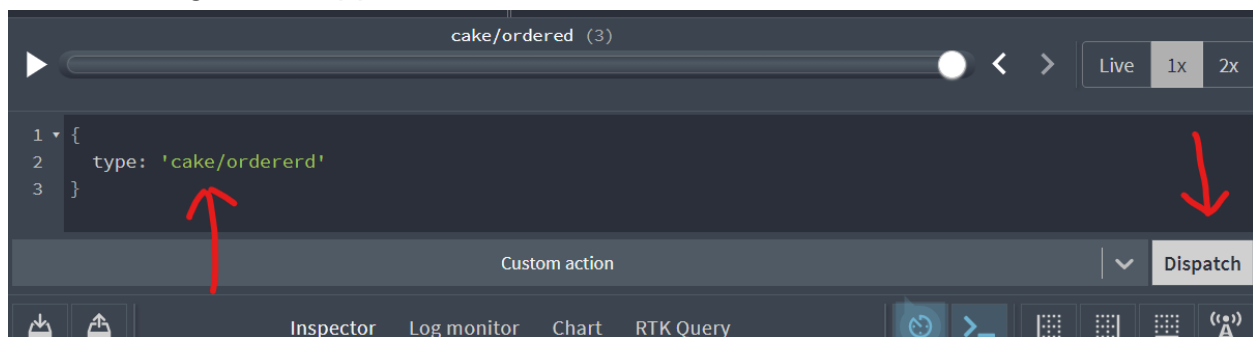 cake/ordered (3)
Live 1x 2x
1 {
2 type: 'cake/ordererd'
3 }
Custom action
Dispatch
Inspector Log monitor Chart RTK Query